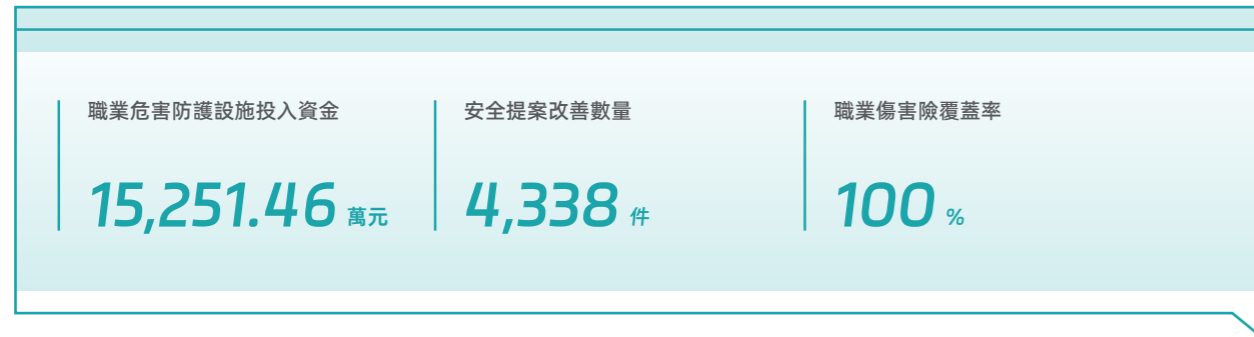 職業危害防護設施投入資金
15,251.46 萬元
安全提案改善數量
4,338 件
職業傷害險覆蓋率
100 %